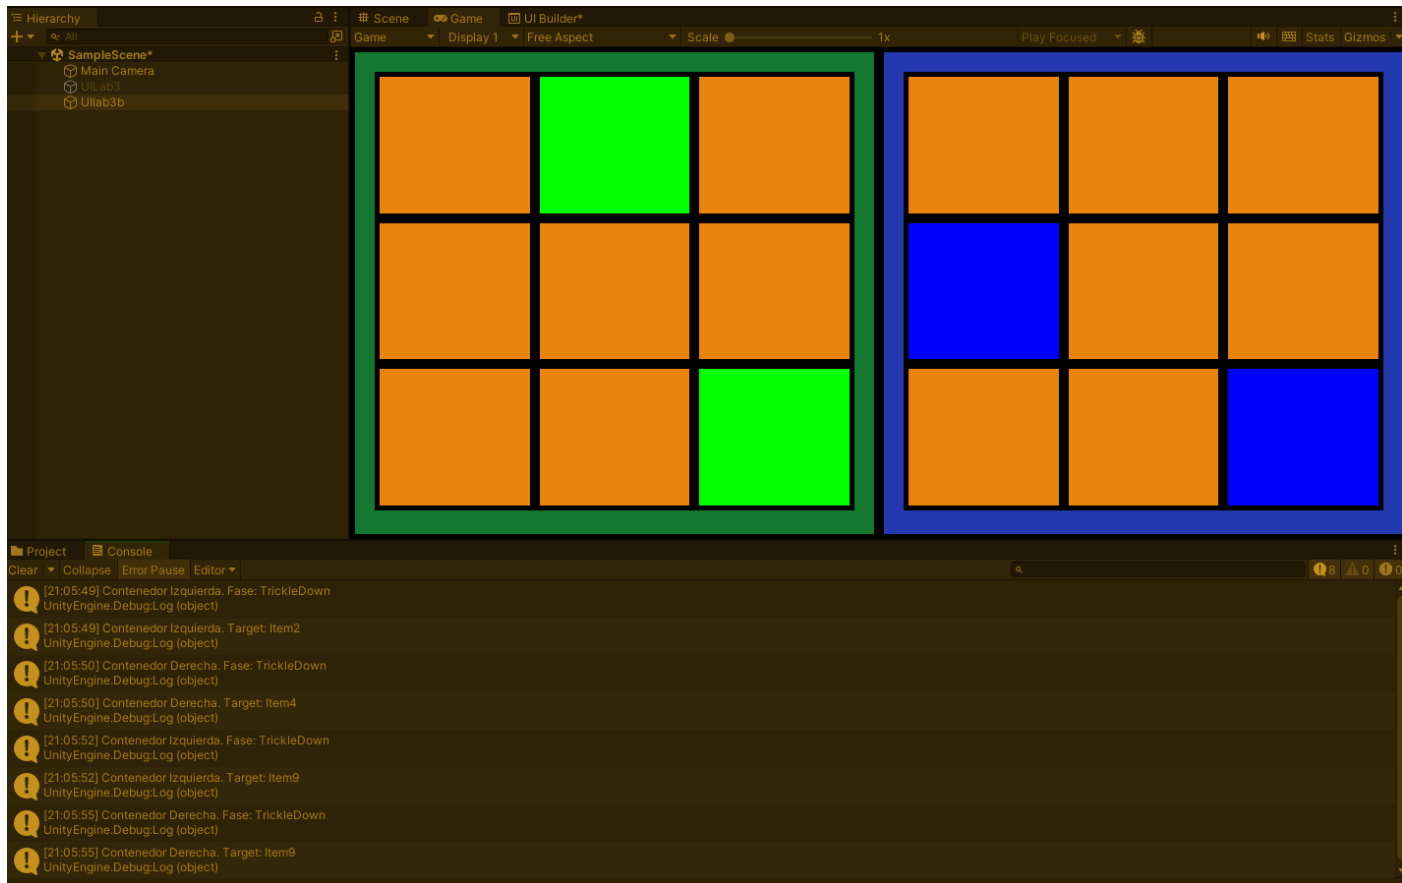 Hierarchy
All
SampleScene*
Main Camera
UILab3
UIlab3b
Scene Game UI UI Builder*
Game Display 1 Free Aspect Scale 1x Play Focused Stats Gizmos
Project Console
Clear Collapse Error Pause Editor 8 0 0
[21:05:49] Contenedor Izquierda. Fase: TrickleDown
UnityEngine.Debug:Log (object)
[21:05:49] Contenedor Izquierda. Target: Item2
UnityEngine.Debug:Log (object)
[21:05:50] Contenedor Derecha. Fase: TrickleDown
UnityEngine.Debug:Log (object)
[21:05:50] Contenedor Derecha. Target: Item4
UnityEngine.Debug:Log (object)
[21:05:52] Contenedor Izquierda. Fase: TrickleDown
UnityEngine.Debug:Log (object)
[21:05:52] Contenedor Izquierda. Target: Item9
UnityEngine.Debug:Log (object)
[21:05:55] Contenedor Derecha. Fase: TrickleDown
UnityEngine.Debug:Log (object)
[21:05:55] Contenedor Derecha. Target: Item9
UnityEngine.Debug:Log (object)